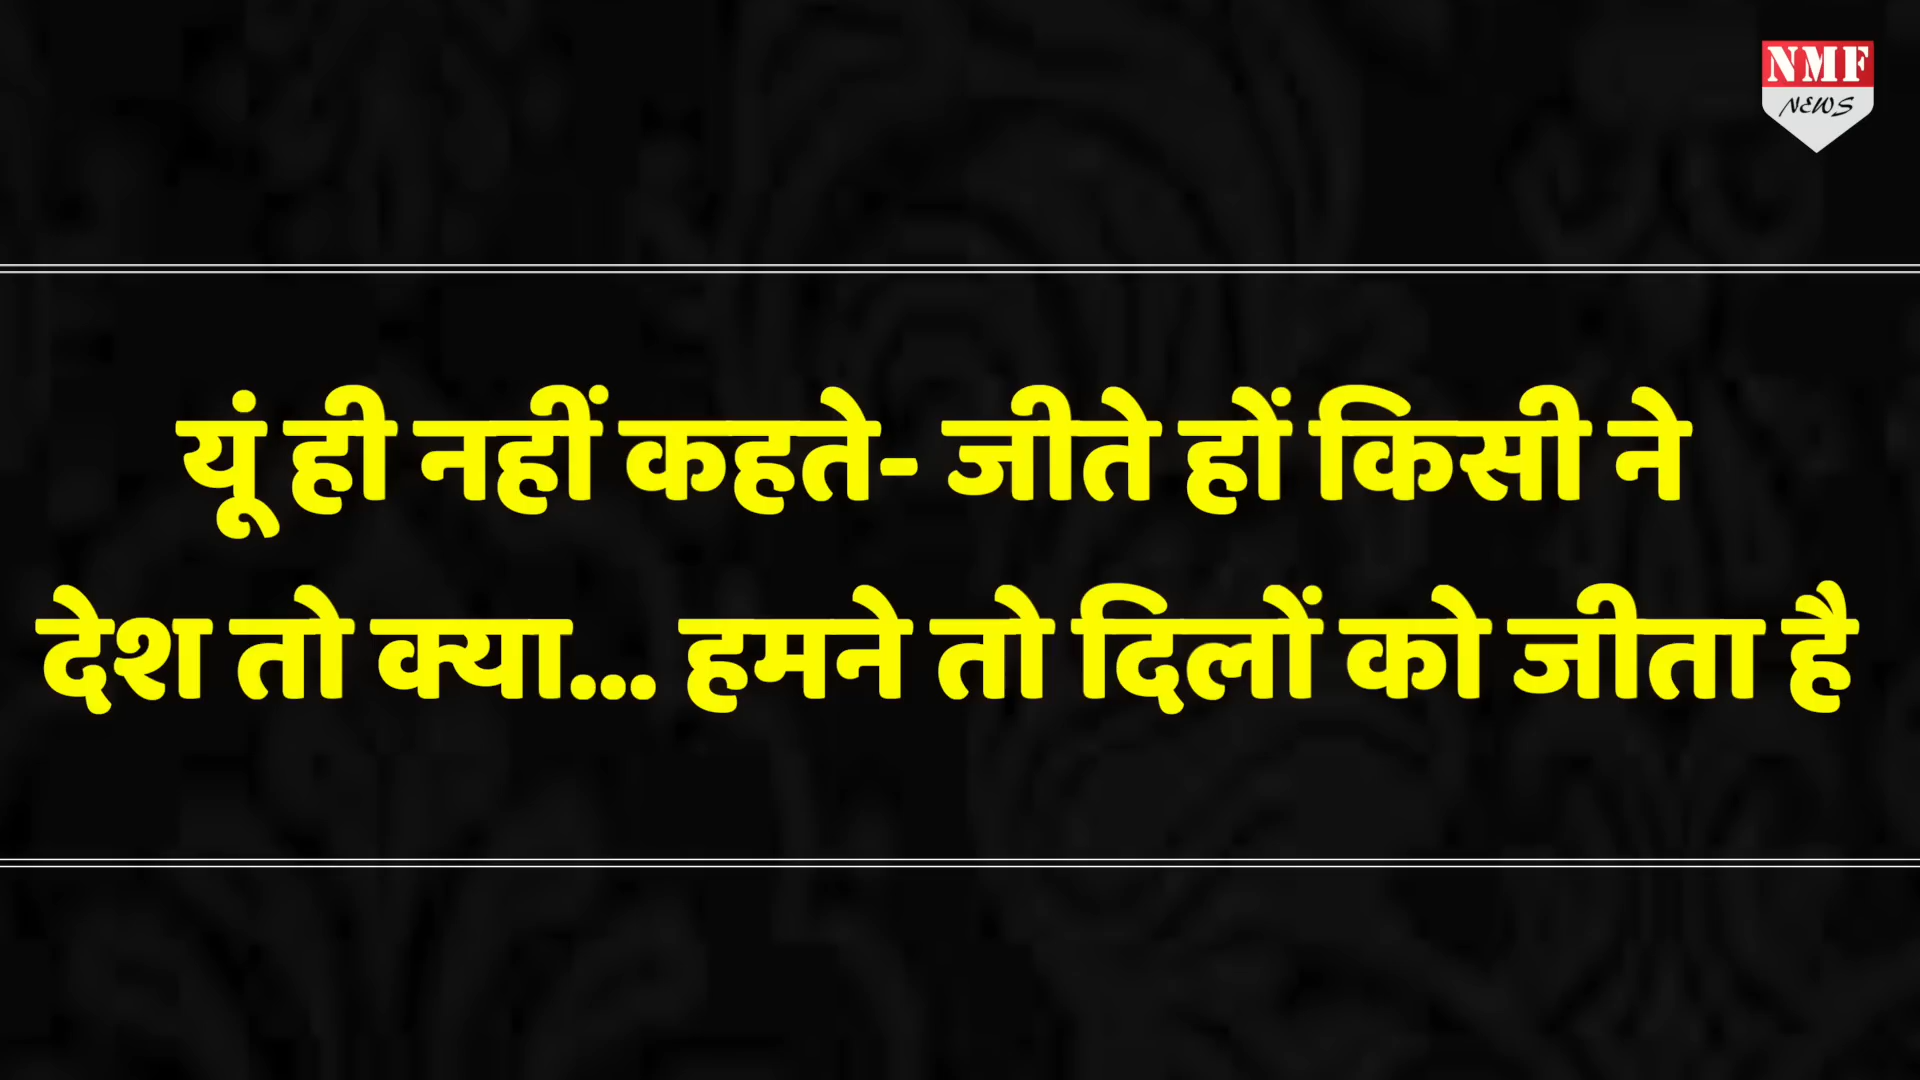 NMF
NEWS
यूं ही नहीं कहते- जीते हों किसी ने
देश तो क्या... हमने तो दिलों को जीता है